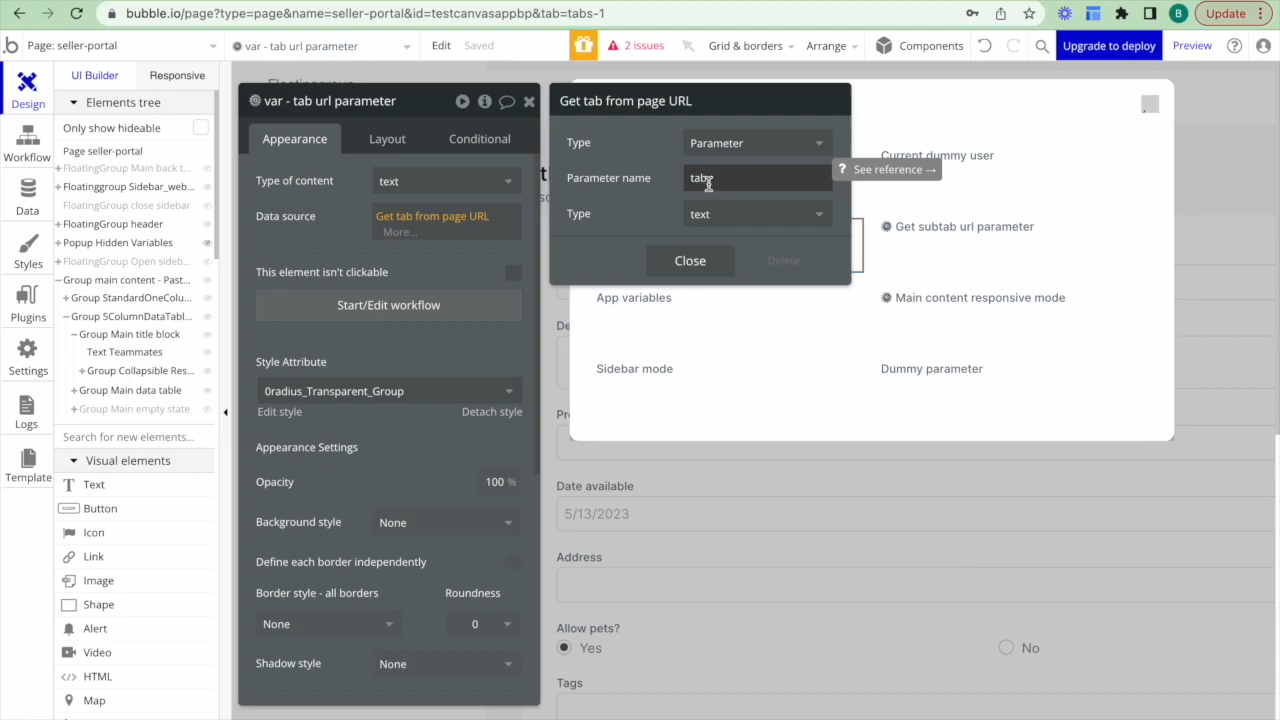 bubble.io/page?type=page&name=seller-portal&id=testcanvasappbp&tab=tabs-1
B
Update
Page: seller-portal
var - tab url parameter
Edit
Saved
2 issues
Grid & borders
Arrange
Components
Upgrade to deploy
Preview
Design
Workflow
Data
Styles
Plugins
Settings
Logs
Template
UI Builder
Responsive
Elements tree
Only show hideable
Page seller-portal
FloatingGroup Main back t...
Floatinggroup Sidebar_web...
FloatingGroup close sidebar
FloatingGroup header
Popup Hidden Variables
FloatingGroup Open sideb...
Group main content - Past...
Group StandardOneColu...
Group 5ColumnDataTabl...
Group Main title block
Text Teammates
Group Collapsible Res...
Group Main data table
Group Main empty state
Search for new elements...
Visual elements
Text
Button
CLICK
Icon
Link
Image
Shape
Alert
Video
HTML
Map
var - tab url parameter
Appearance
Layout
Conditional
Type of content
text
Data source
Get tab from page URL
More...
This element isn't clickable
Start/Edit workflow
Style Attribute
0radius_Transparent_Group
Edit style
Detach style
Appearance Settings
Opacity
100 %
Background style
None
Define each border independently
Border style - all borders
Roundness
None
0
Shadow style
None
Get tab from page URL
Type
Parameter
Parameter name
tab
Type
text
Close
Delete
? See reference →
Current dummy user
Get subtab url parameter
App variables
Main content responsive mode
Sidebar mode
Dummy parameter
Date available
5/13/2023
Address
Allow pets?
Yes
No
Tags